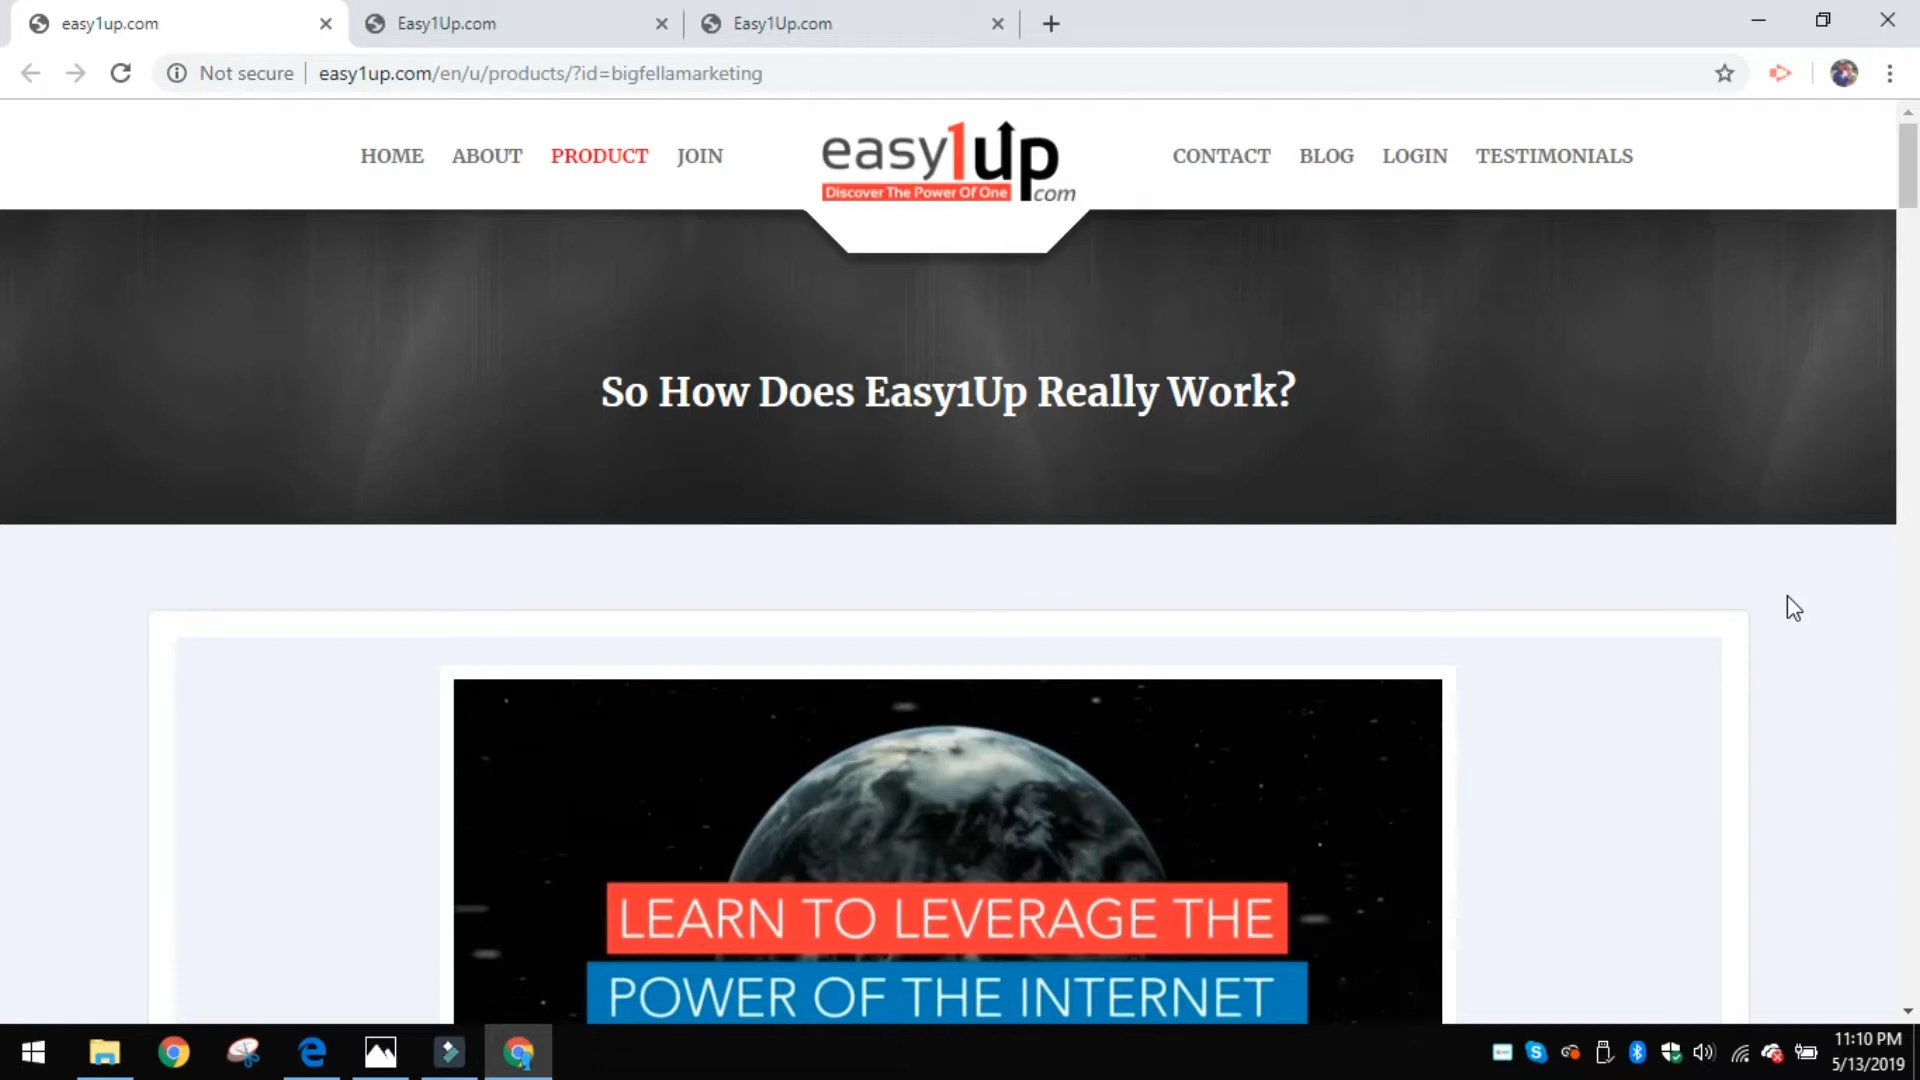 easy1up.com
Easy1Up.com
Easy1Up.com
Not secure
easy1up.com/en/u/products/?id=bigfellamarketing
HOME ABOUT PRODUCT JOIN
easy1up
Discover The Power Of One
.com
CONTACT BLOG LOGIN TESTIMONIALS
So How Does Easy1Up Really Work?
LEARN TO LEVERAGE THE
POWER OF THE INTERNET
11:10 PM
5/13/2019